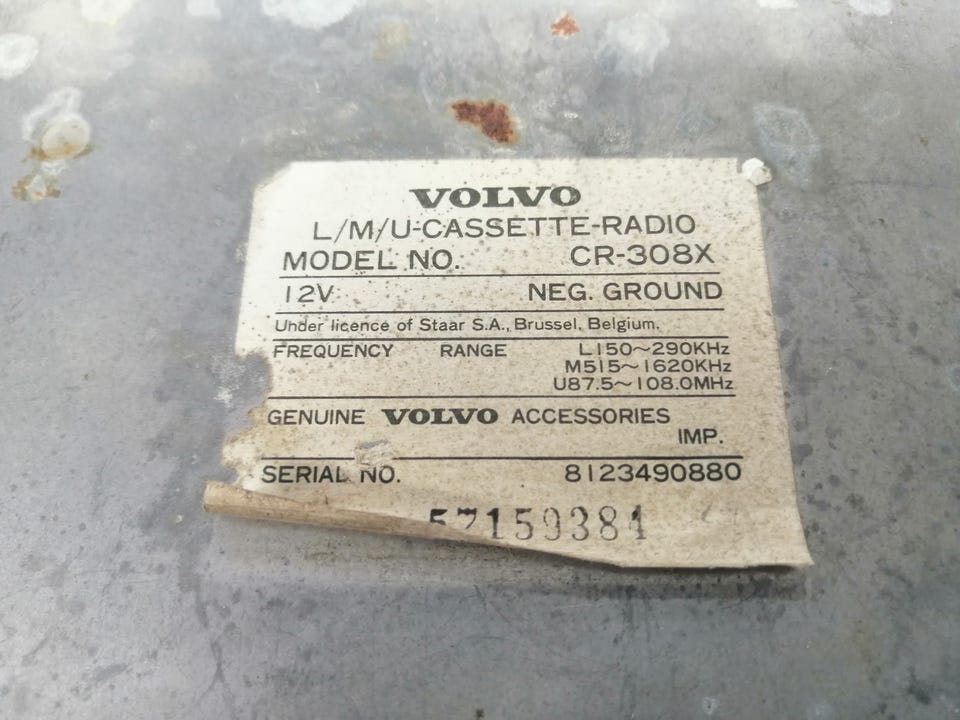 VOLVO
L/M/U-CASSETTE-RADIO
MODEL NO. CR-308X
12V NEG. GROUND
Under licence of Staar S.A., Brussel, Belgium.
FREQUENCY RANGE L150~290KHz
M515~1620KHz
U87.5~108.0MHz
GENUINE VOLVO ACCESSORIES
IMP.
SERIAL NO. 8123490880
57159384